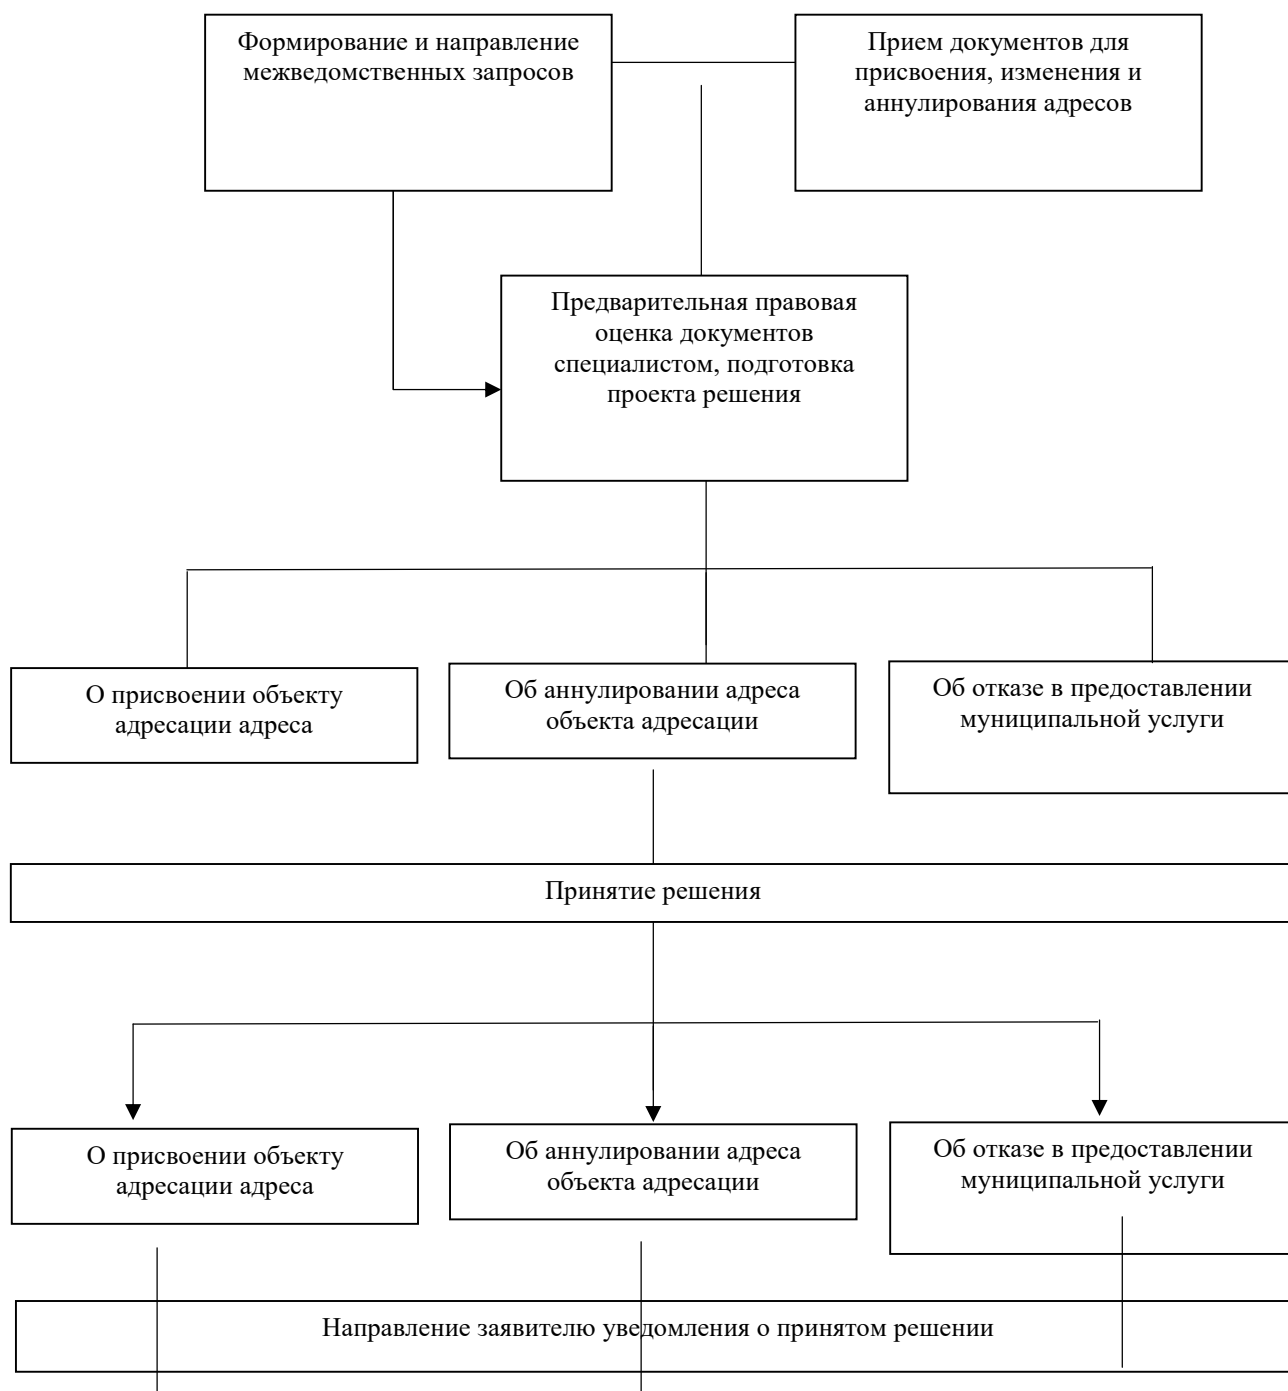 Формирование и направление
межведомственных запросов
Прием документов для
присвоения, изменения и
аннулирования адресов
Предварительная правовая
оценка документов
специалистом, подготовка
проекта решения
О присвоении объекту
адресации адреса
Об аннулировании адреса
объекта адресации
Об отказе в предоставлении
муниципальной услуги
Принятие решения
О присвоении объекту
адресации адреса
Об аннулировании адреса
объекта адресации
Об отказе в предоставлении
муниципальной услуги
Направление заявителю уведомления о принятом решении